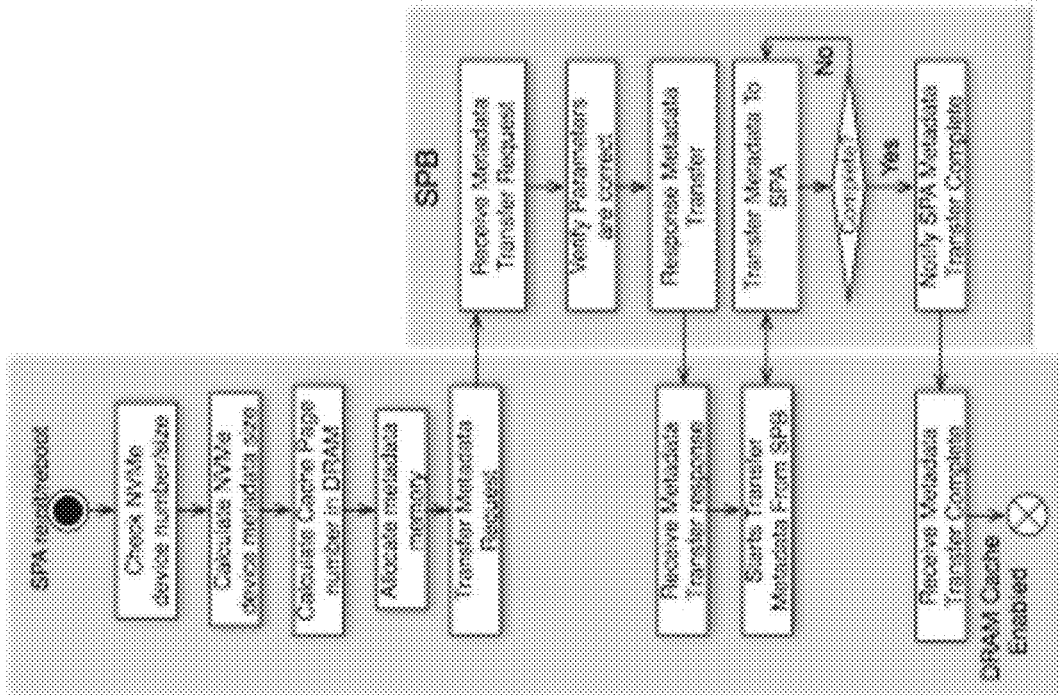 SPA replace/reboot
Check NVMe
device number/size
Calculate NVMe
device metadata size
Calculate Cache Page
number in DRAM
Allocate metadata
memory
Transfer Metadata
Request
Receive Metadata
Transfer response
Starts Transfer
Metadata From SPB
Receive Metadata
Transfer Complete
DRAM Cache
Enabled
SPB
Receive Metadata
Transfer Request
Verify Parameters
are correct
Response Metadata
Transfer
Transfer Metadata To
SPA
Complete?
No
Yes
Notify SPA Metadata
Transfer Complete